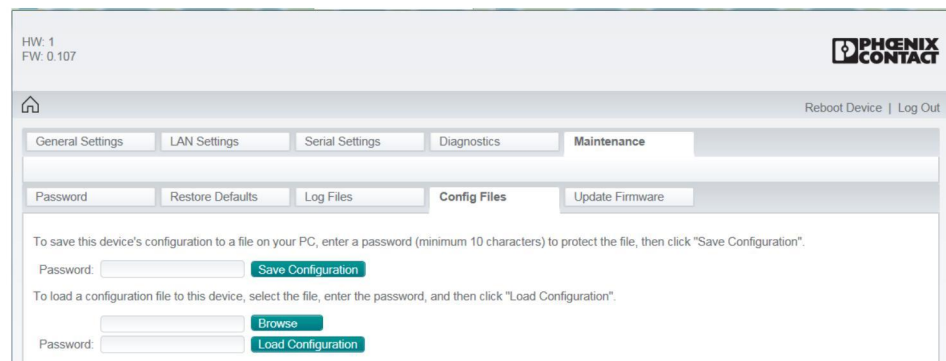 HW: 1
FW: 0.107
PHŒNIX
CONTACT
Reboot Device | Log Out
General Settings LAN Settings Serial Settings Diagnostics Maintenance
Password Restore Defaults Log Files Config Files Update Firmware
To save this device's configuration to a file on your PC, enter a password (minimum 10 characters) to protect the file, then click "Save Configuration".
Password: Save Configuration
To load a configuration file to this device, select the file, enter the password, and then click "Load Configuration".
Browse
Password: Load Configuration